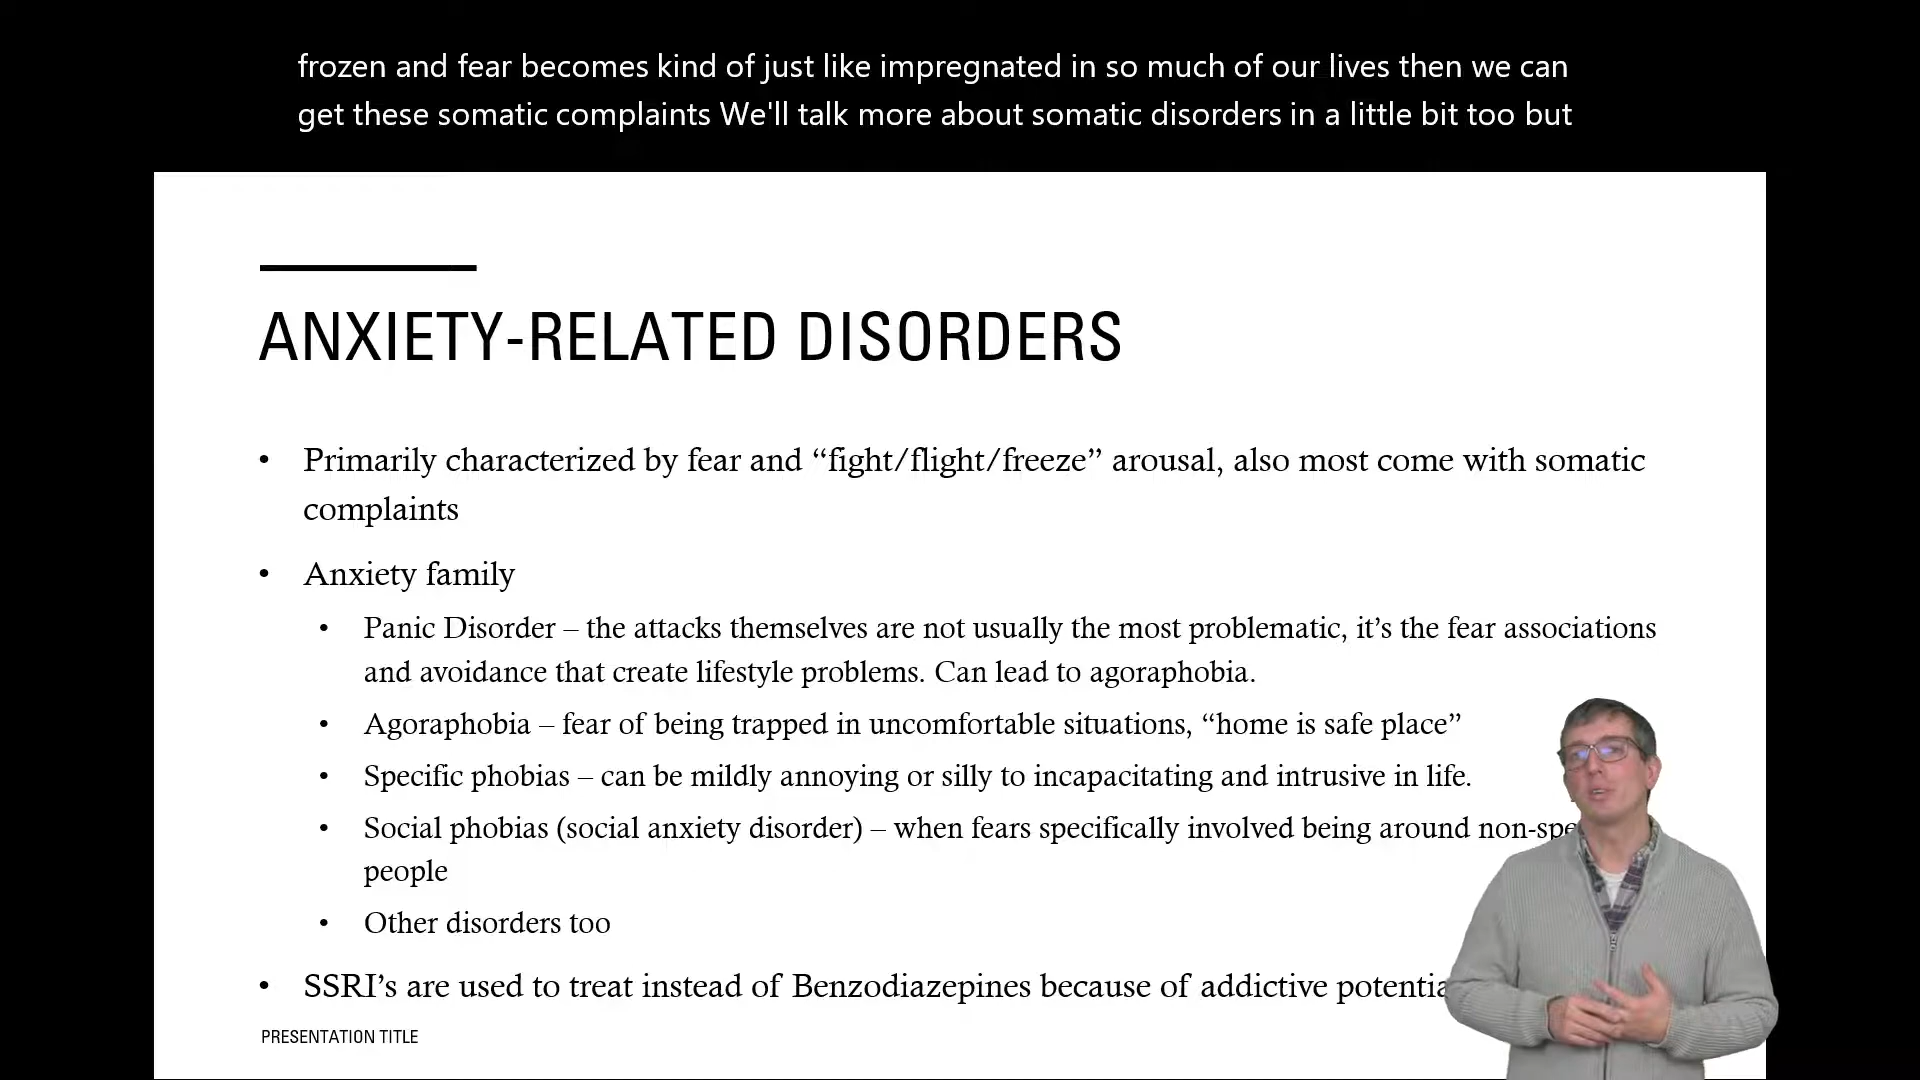 frozen and fear becomes kind of just like impregnated in so much of our lives then we can
get these somatic complaints We'll talk more about somatic disorders in a little bit too but
ANXIETY-RELATED DISORDERS
• Primarily characterized by fear and “fight/flight/freeze” arousal, also most come with somatic
complaints
• Anxiety family
• Panic Disorder – the attacks themselves are not usually the most problematic, it’s the fear associations
and avoidance that create lifestyle problems. Can lead to agoraphobia.
• Agoraphobia – fear of being trapped in uncomfortable situations, “home is safe place”
• Specific phobias – can be mildly annoying or silly to incapacitating and intrusive in life.
• Social phobias (social anxiety disorder) – when fears specifically involved being around
people
• Other disorders too
• SSRI’s are used to treat instead of Benzodiazepines because of addictive
PRESENTATION TITLE